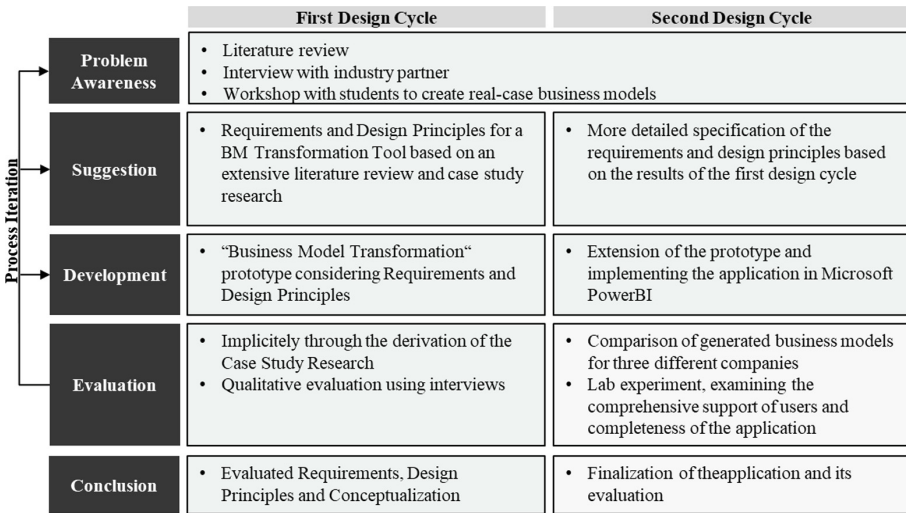 First Design Cycle
Second Design Cycle
Process Iteration
Problem
Awareness
• Literature review
• Interview with industry partner
• Workshop with students to create real-case business models
Suggestion
• Requirements and Design Principles for a
BM Transformation Tool based on an
extensive literature review and case study
research
• More detailed specification of the
requirements and design principles based
on the results of the first design cycle
Development
• “Business Model Transformation“
prototype considering Requirements and
Design Principles
• Extension of the prototype and
implementing the application in Microsoft
PowerBI
Evaluation
• Implicitely through the derivation of the
Case Study Research
• Qualitative evaluation using interviews
• Comparison of generated business models
for three different companies
• Lab experiment, examining the
comprehensive support of users and
completeness of the application
Conclusion
• Evaluated Requirements, Design
Principles and Conceptualization
• Finalization of theapplication and its
evaluation